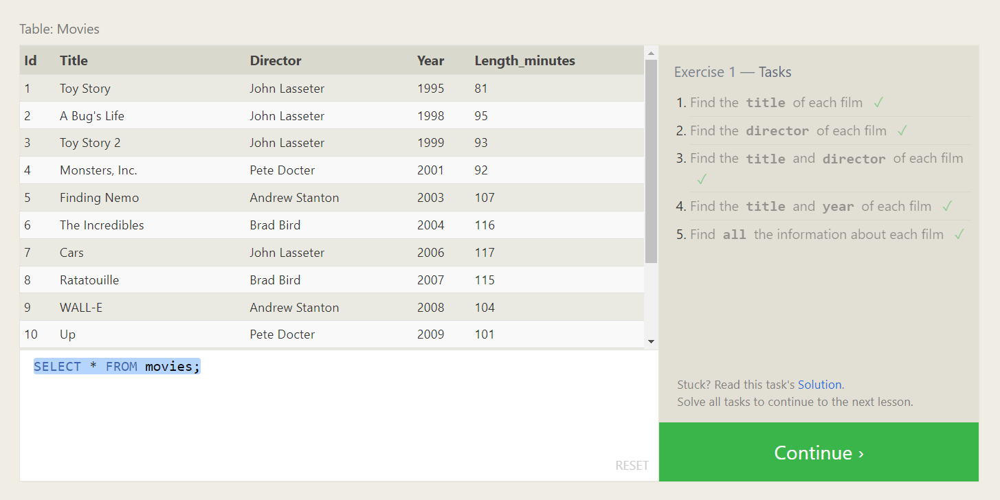 Table: Movies
Id Title Director Year Length_minutes
1 Toy Story John Lasseter 1995 81
2 A Bug's Life John Lasseter 1998 95
3 Toy Story 2 John Lasseter 1999 93
4 Monsters, Inc. Pete Docter 2001 92
5 Finding Nemo Andrew Stanton 2003 107
6 The Incredibles Brad Bird 2004 116
7 Cars John Lasseter 2006 117
8 Ratatouille Brad Bird 2007 115
9 WALL-E Andrew Stanton 2008 104
10 Up Pete Docter 2009 101
SELECT * FROM movies;
RESET
Exercise 1 — Tasks
1. Find the title of each film ✓
2. Find the director of each film ✓
3. Find the title and director of each film
✓
4. Find the title and year of each film ✓
5. Find all the information about each film ✓
Stuck? Read this task's Solution.
Solve all tasks to continue to the next lesson.
Continue ›